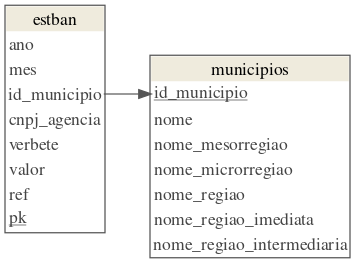 estban
ano
mes
id_municipio
cnpj_agencia
verbete
valor
ref
pk
municipios
id_municipio
nome
nome_mesorregiao
nome_microrregiao
nome_regiao
nome_regiao_imediata
nome_regiao_intermediaria